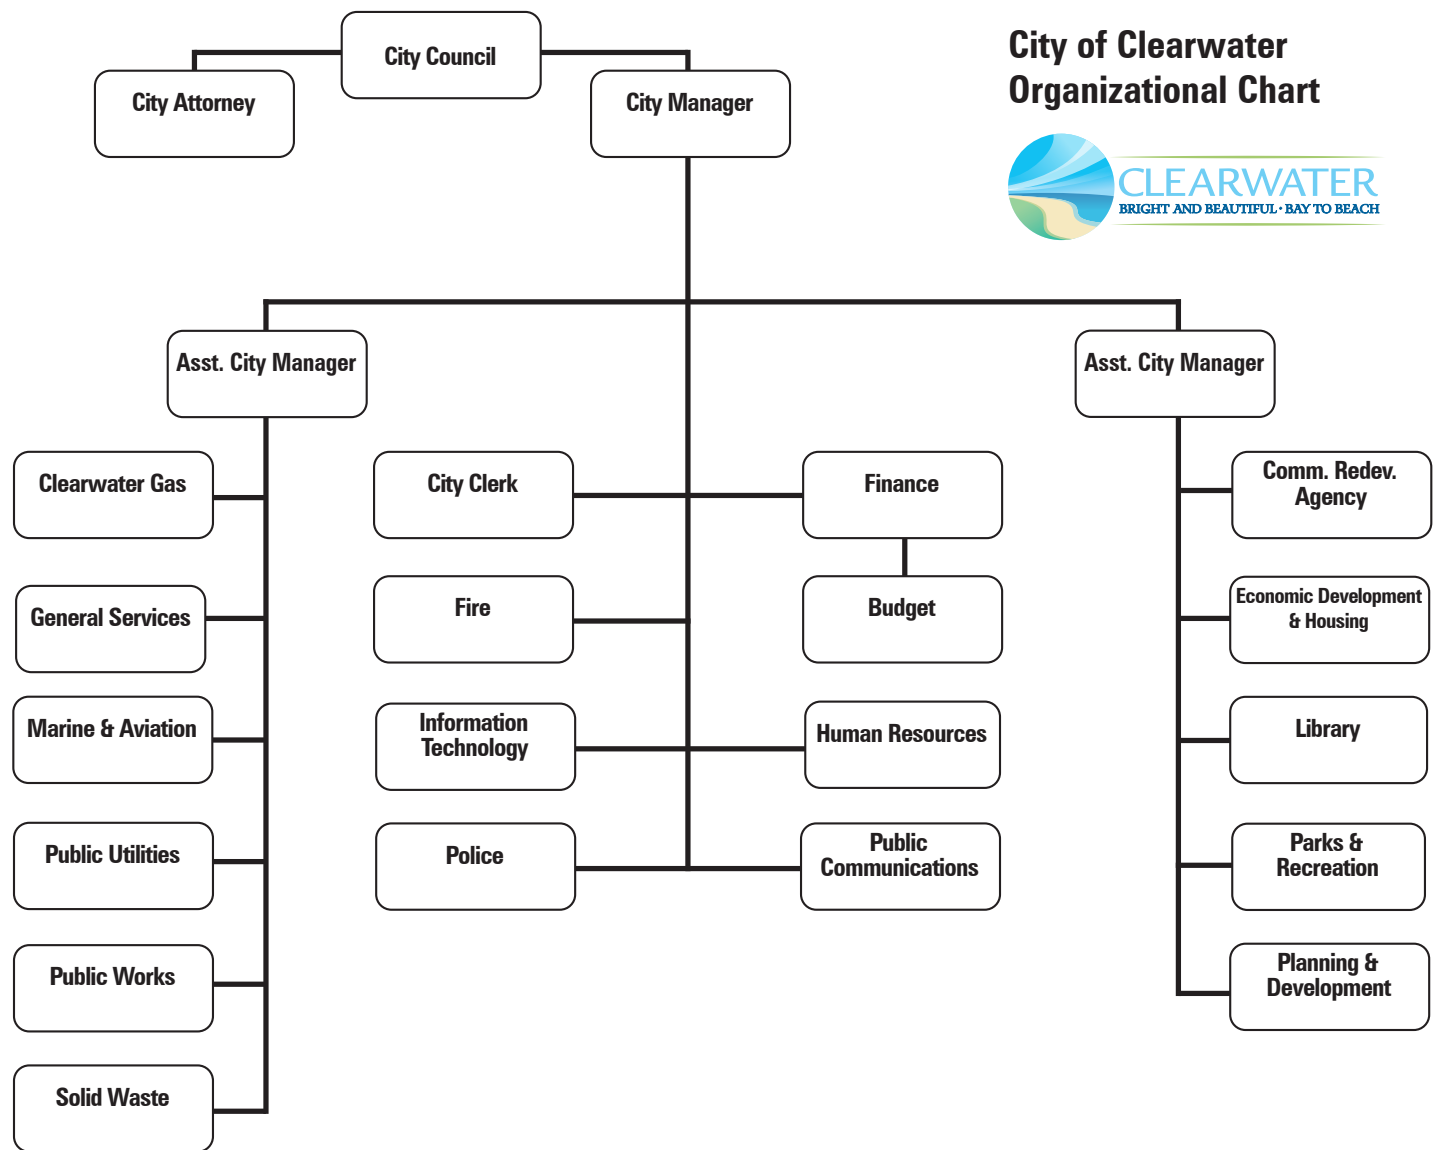 City Council
City Attorney
City Manager
City of Clearwater
Organizational Chart
CLEARWATER
BRIGHT AND BEAUTIFUL • BAY TO BEACH
Asst. City Manager
Asst. City Manager
Clearwater Gas
General Services
Marine & Aviation
Public Utilities
Public Works
Solid Waste
City Clerk
Fire
Information
Technology
Police
Finance
Budget
Human Resources
Public
Communications
Comm. Redev.
Agency
Economic Development
& Housing
Library
Parks &
Recreation
Planning &
Development